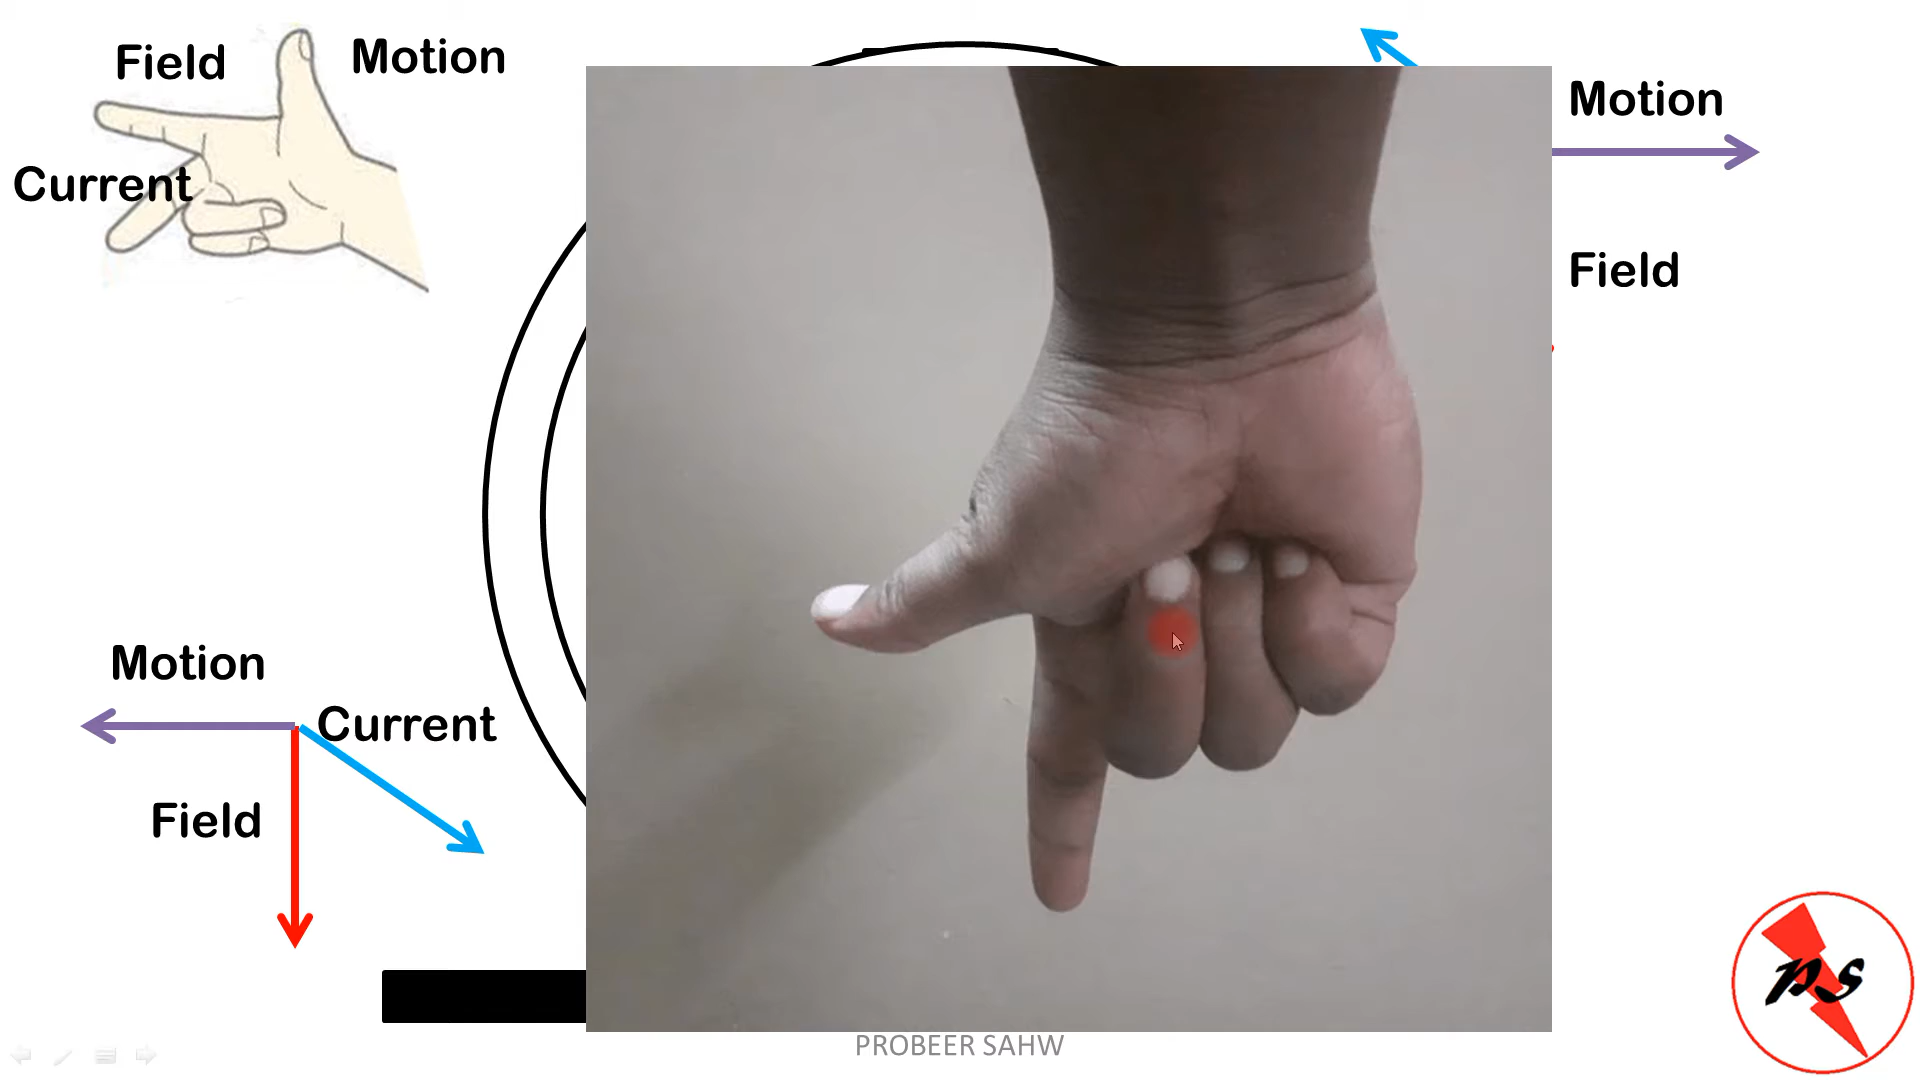 Field
Motion
Current
Motion
Field
Motion
Current
Field
PS
PROBEER SAHW